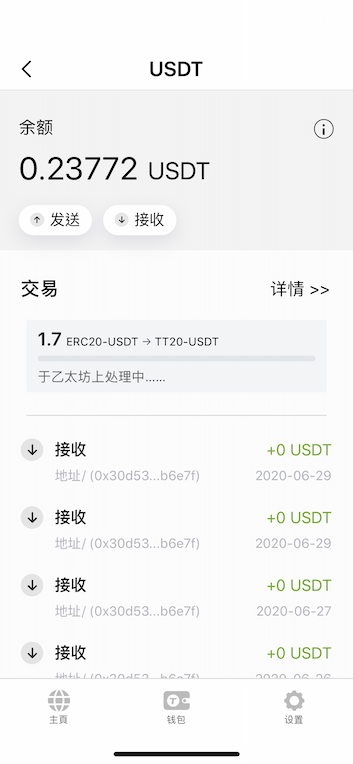 USDT
余额
0.23772 USDT
发送
接收
交易
详情 >>
1.7 ERC20-USDT → TT20-USDT
于乙太坊上处理中......
接收 +0 USDT
地址/ (0x30d53...b6e7f) 2020-06-29
接收 +0 USDT
地址/ (0x30d53...b6e7f) 2020-06-29
接收 +0 USDT
地址/ (0x30d53...b6e7f) 2020-06-27
接收 +0 USDT
主頁
钱包
设置